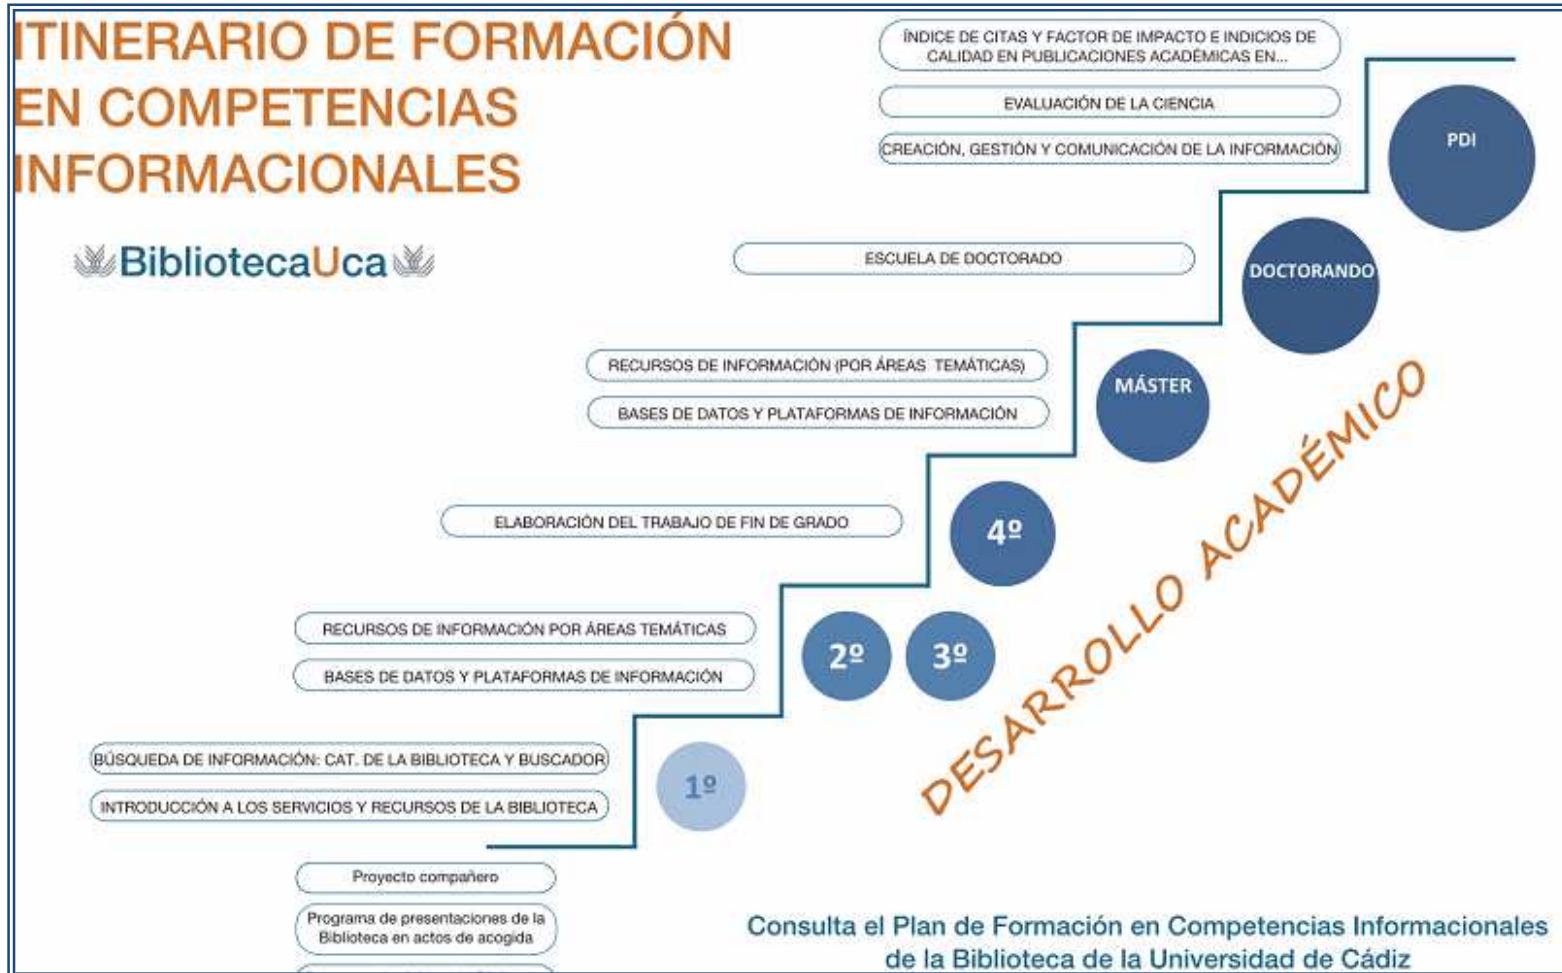 ITINERARIO DE FORMACIÓN
EN COMPETENCIAS
INFORMACIONALES
BibliotecaUca
ÍNDICE DE CITAS Y FACTOR DE IMPACTO E INDICIOS DE
CALIDAD EN PUBLICACIONES ACADÉMICAS EN...
EVALUACIÓN DE LA CIENCIA
CREACIÓN, GESTIÓN Y COMUNICACIÓN DE LA INFORMACIÓN
PDI
ESCUELA DE DOCTORADO
DOCTORANDO
RECURSOS DE INFORMACIÓN (POR ÁREAS TEMÁTICAS)
BASES DE DATOS Y PLATAFORMAS DE INFORMACIÓN
MÁSTER
ELABORACIÓN DEL TRABAJO DE FIN DE GRADO
4º
RECURSOS DE INFORMACIÓN POR ÁREAS TEMÁTICAS
BASES DE DATOS Y PLATAFORMAS DE INFORMACIÓN
2º
3º
BÚSQUEDA DE INFORMACIÓN: CAT. DE LA BIBLIOTECA Y BUSCADOR
INTRODUCCIÓN A LOS SERVICIOS Y RECURSOS DE LA BIBLIOTECA
1º
DESARROLLO ACADÉMICO
Proyecto compañero
Programa de presentaciones de la
Biblioteca en actos de acogida
Consulta el Plan de Formación en Competencias Informacionales
de la Biblioteca de la Universidad de Cádiz